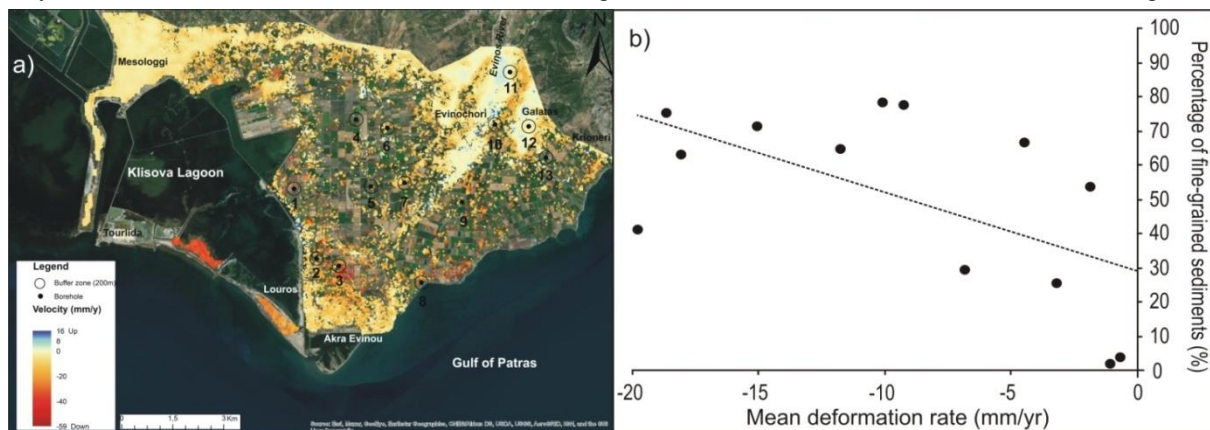 a)
Mesologgi
Evinos River
N
11
4
6
Evinochori
Galatas
10
12
Krioneri
13
Klisova Lagoon
1
5
7
9
Tourlida
2
3
Louros
8
Akra Evinou
Gulf of Patras
Legend
Buffer zone (200m)
Borehole
Velocity (mm/y)
16 Up
8
0
-20
-40
-59 Down
0 1,5 3 Km
b)
100
90
80
70
60
50
40
30
20
10
0
Percentage of fine-grained sediments (%)
-20 -15 -10 -5 0
Mean deformation rate (mm/yr)